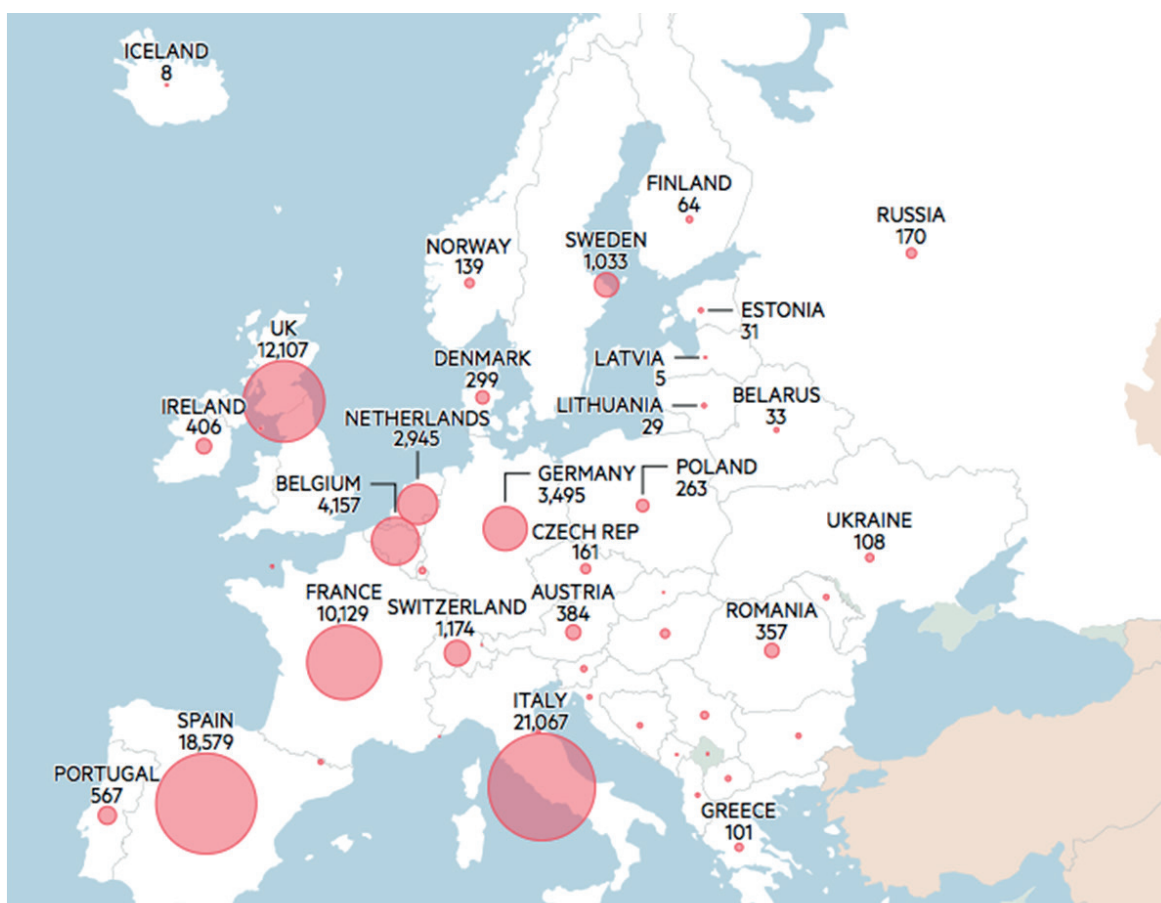 ICELAND
8
FINLAND
64
RUSSIA
170
NORWAY
139
SWEDEN
1,033
ESTONIA
31
UK
12,107
DENMARK
299
LATVIA
5
IRELAND
406
NETHERLANDS
2,945
LITHUANIA
29
BELARUS
33
BELGIUM
4,157
GERMANY
3,495
POLAND
263
CZECH REP
161
UKRAINE
108
FRANCE
10,129
SWITZERLAND
1,174
AUSTRIA
384
ROMANIA
357
SPAIN
18,579
ITALY
21,067
PORTUGAL
567
GREECE
101